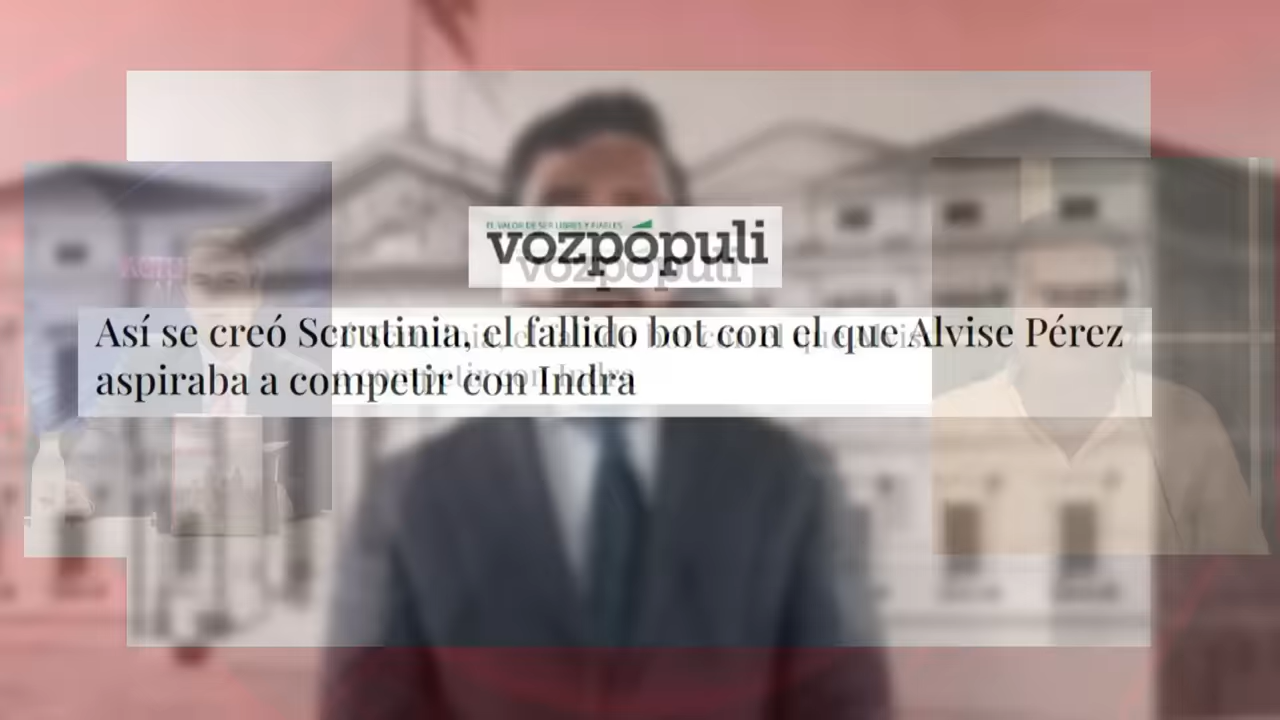 EL VALOR DE SER LIBRES Y FIABLES
vozpópuli
vozpópuli
Así se creó Scrutinia, el fallido bot con el que Alvise Pérez
aspiraba a competir con Indra